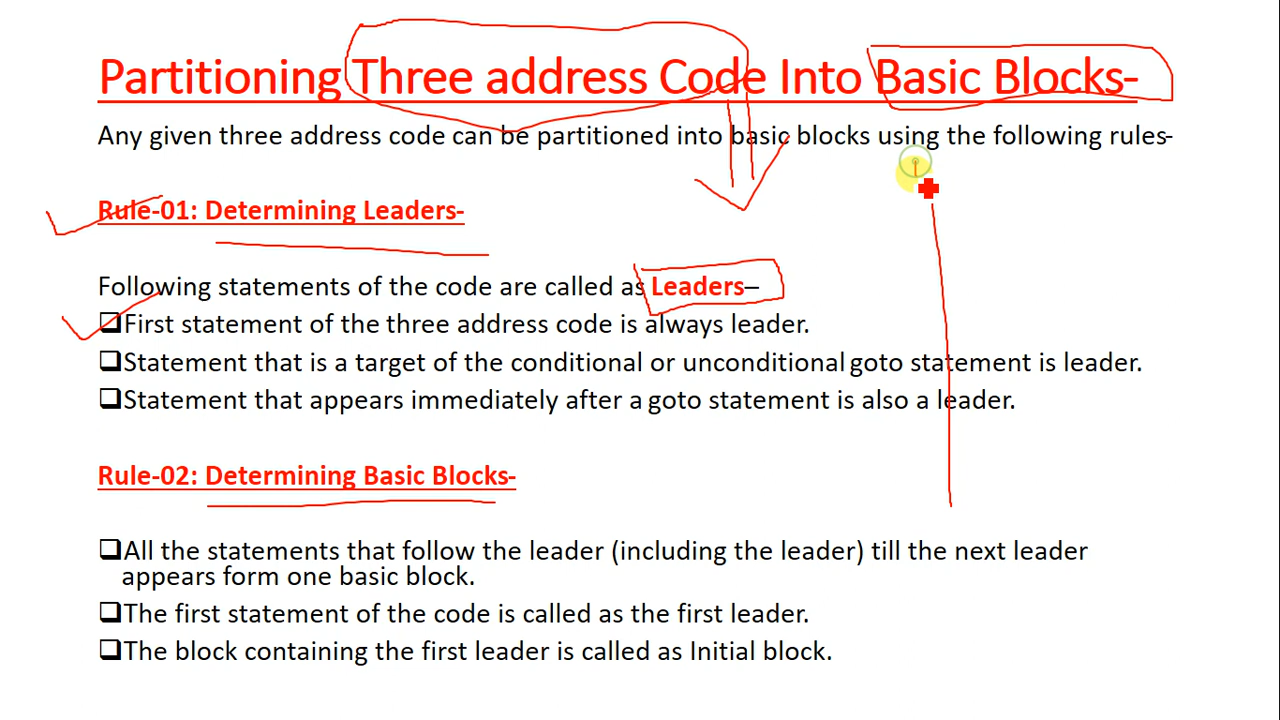 Partitioning Three address Code Into Basic Blocks-
Any given three address code can be partitioned into basic blocks using the following rules-
Rule-01: Determining Leaders-
Following statements of the code are called as Leaders–
❑First statement of the three address code is always leader.
❑Statement that is a target of the conditional or unconditional goto statement is leader.
❑Statement that appears immediately after a goto statement is also a leader.
Rule-02: Determining Basic Blocks-
❑All the statements that follow the leader (including the leader) till the next leader
appears form one basic block.
❑The first statement of the code is called as the first leader.
❑The block containing the first leader is called as Initial block.